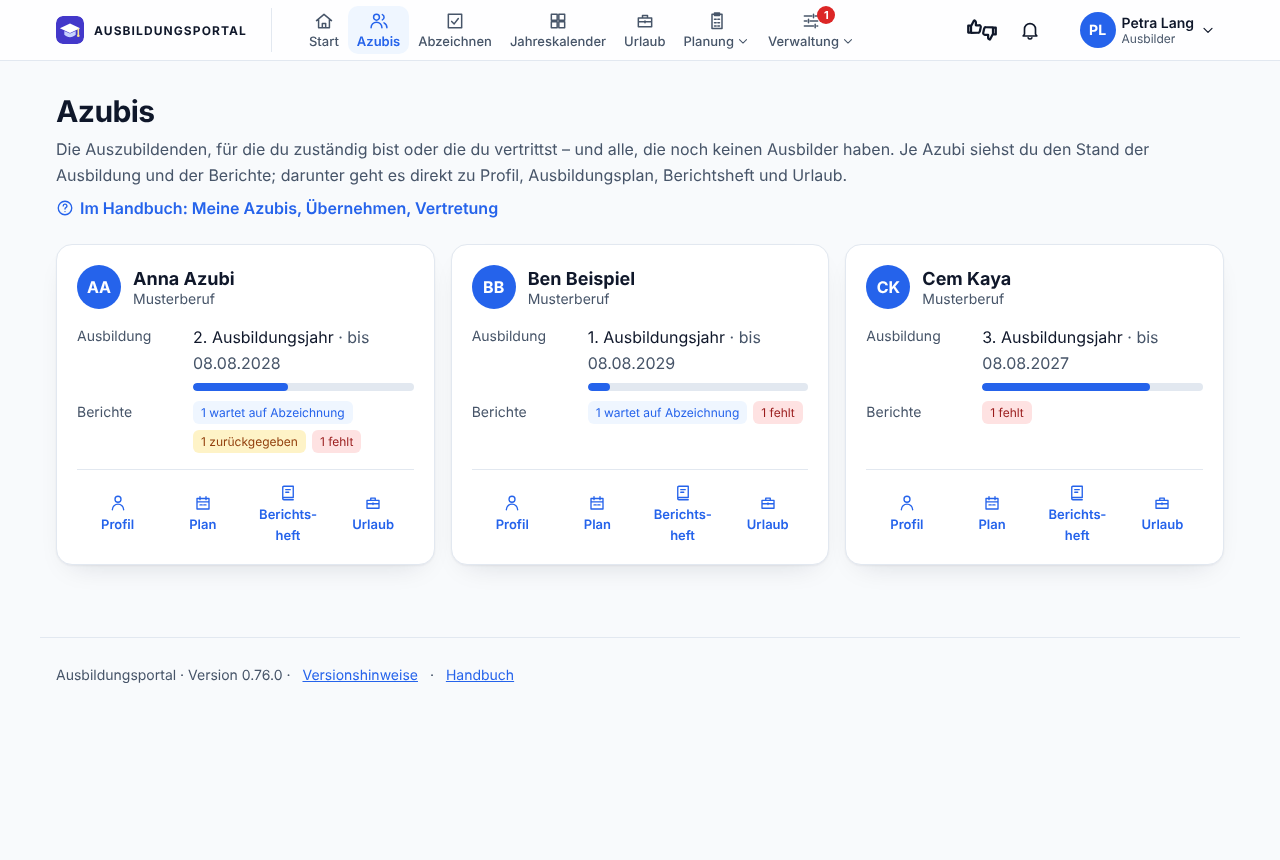 AUSBILDUNGSPORTAL
Start
Azubis
Abzeichnen
Jahreskalender
Urlaub
Planung
Verwaltung
1
PL
Petra Lang
Ausbilder
Azubis
Die Auszubildenden, für die du zuständig bist oder die du vertrittst – und alle, die noch keinen Ausbilder haben. Je Azubi siehst du den Stand der
Ausbildung und der Berichte; darunter geht es direkt zu Profil, Ausbildungsplan, Berichtsheft und Urlaub.
Im Handbuch: Meine Azubis, Übernehmen, Vertretung
AA
Anna Azubi
Musterberuf
Ausbildung
2. Ausbildungsjahr · bis
08.08.2028
Berichte
1 wartet auf Abzeichnung
1 zurückgegeben
1 fehlt
Profil
Plan
Berichts-
heft
Urlaub
BB
Ben Beispiel
Musterberuf
Ausbildung
1. Ausbildungsjahr · bis
08.08.2029
Berichte
1 wartet auf Abzeichnung
1 fehlt
Profil
Plan
Berichts-
heft
Urlaub
CK
Cem Kaya
Musterberuf
Ausbildung
3. Ausbildungsjahr · bis
08.08.2027
Berichte
1 fehlt
Profil
Plan
Berichts-
heft
Urlaub
Ausbildungsportal · Version 0.76.0 · Versionshinweise · Handbuch